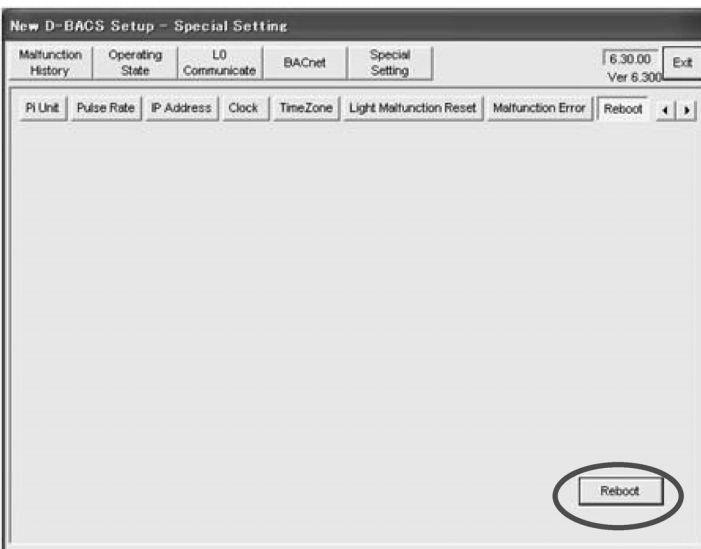 New D-BACS Setup - Special Setting
Malfunction History
Operating State
L0 Communicate
BACnet
Special Setting
6.30.00
Ver 6.300
Exit
Pi Unit
Pulse Rate
IP Address
Clock
TimeZone
Light Malfunction Reset
Malfunction Error
Reboot
Reboot